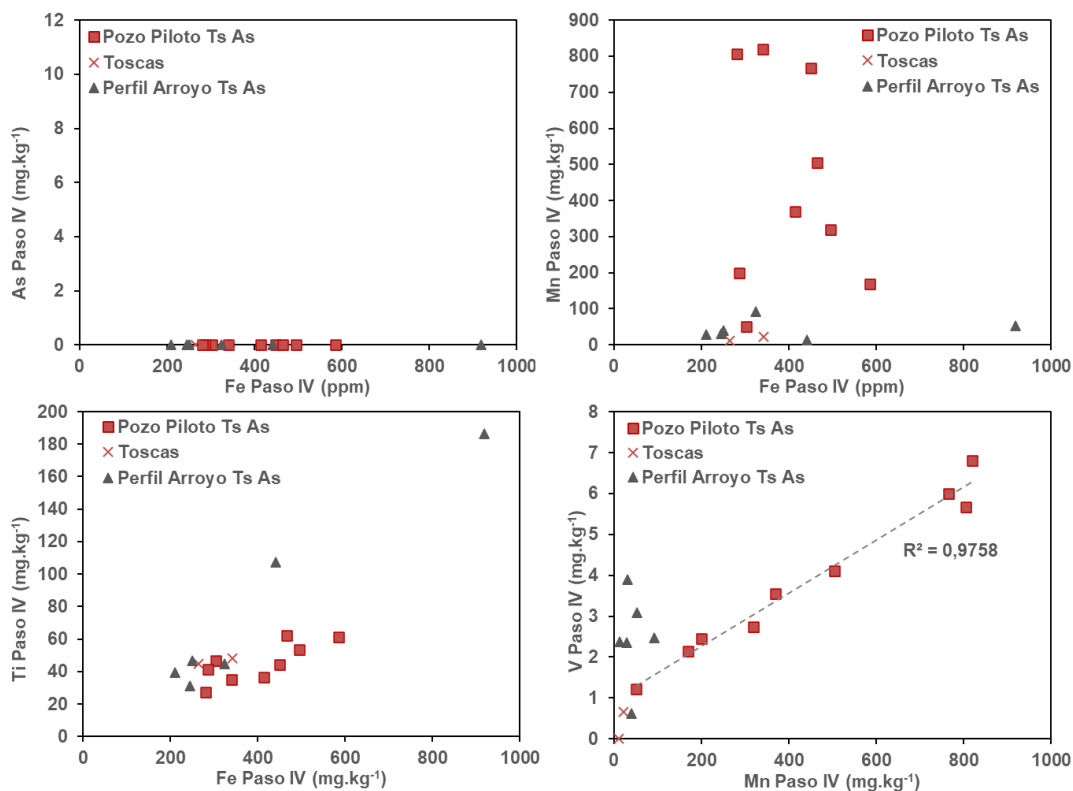 12
10
8
6
4
2
0
As Paso IV (mg.kg⁻¹)
Pozo Piloto Ts As
Toscas
Perfil Arroyo Ts As
0 200 400 600 800 1000
Fe Paso IV (ppm)
900
800
700
600
500
400
300
200
100
0
Mn Paso IV (mg.kg⁻¹)
Pozo Piloto Ts As
Toscas
Perfil Arroyo Ts As
0 200 400 600 800 1000
Fe Paso IV (ppm)
200
180
160
140
120
100
80
60
40
20
0
Ti Paso IV (mg.kg⁻¹)
Pozo Piloto Ts As
Toscas
Perfil Arroyo Ts As
0 200 400 600 800 1000
Fe Paso IV (mg.kg⁻¹)
8
7
6
5
4
3
2
1
0
V Paso IV (mg.kg⁻¹)
Pozo Piloto Ts As
Toscas
Perfil Arroyo Ts As
R² = 0,9758
0 200 400 600 800 1000
Mn Paso IV (mg.kg⁻¹)